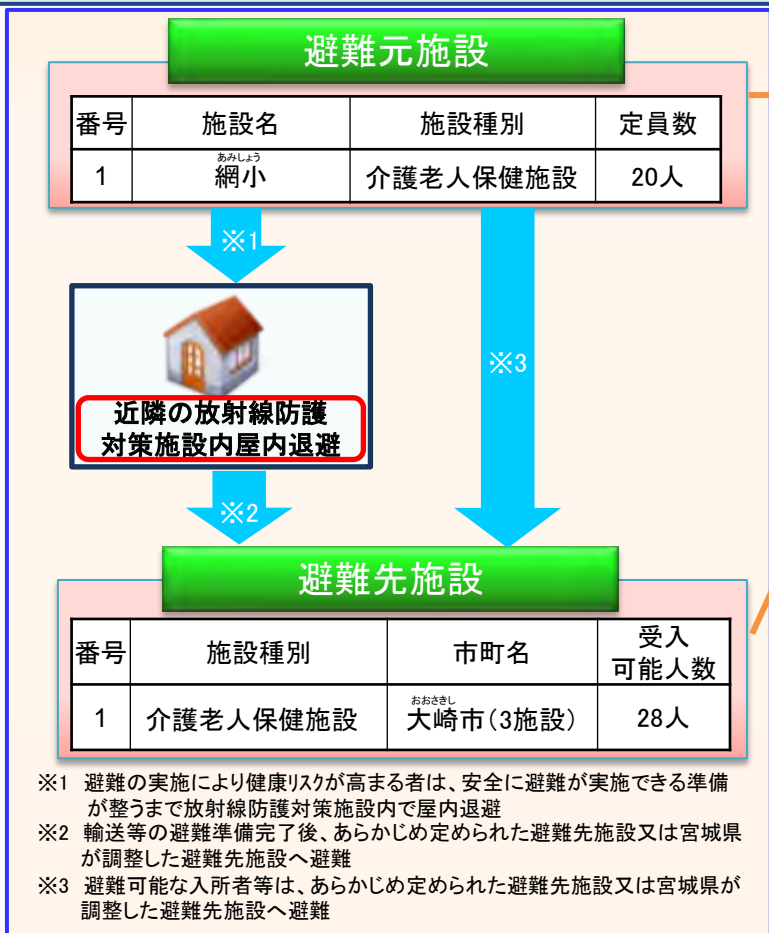 避難元施設
番号 施設名 施設種別 定員数
あみしょう
1 網小 介護老人保健施設 20人
※1
※3
近隣の放射線防護
対策施設内屋内退避
※2
避難先施設
番号 施設種別 市町名 受入
可能人数
おおさきし
1 介護老人保健施設 大崎市(3施設) 28人
※1 避難の実施により健康リスクが高まる者は、安全に避難が実施できる準備
が整うまで放射線防護対策施設内で屋内退避
※2 輸送等の避難準備完了後、あらかじめ定められた避難先施設又は宮城県
が調整した避難先施設へ避難
※3 避難可能な入所者等は、あらかじめ定められた避難先施設又は宮城県が
調整した避難先施設へ避難